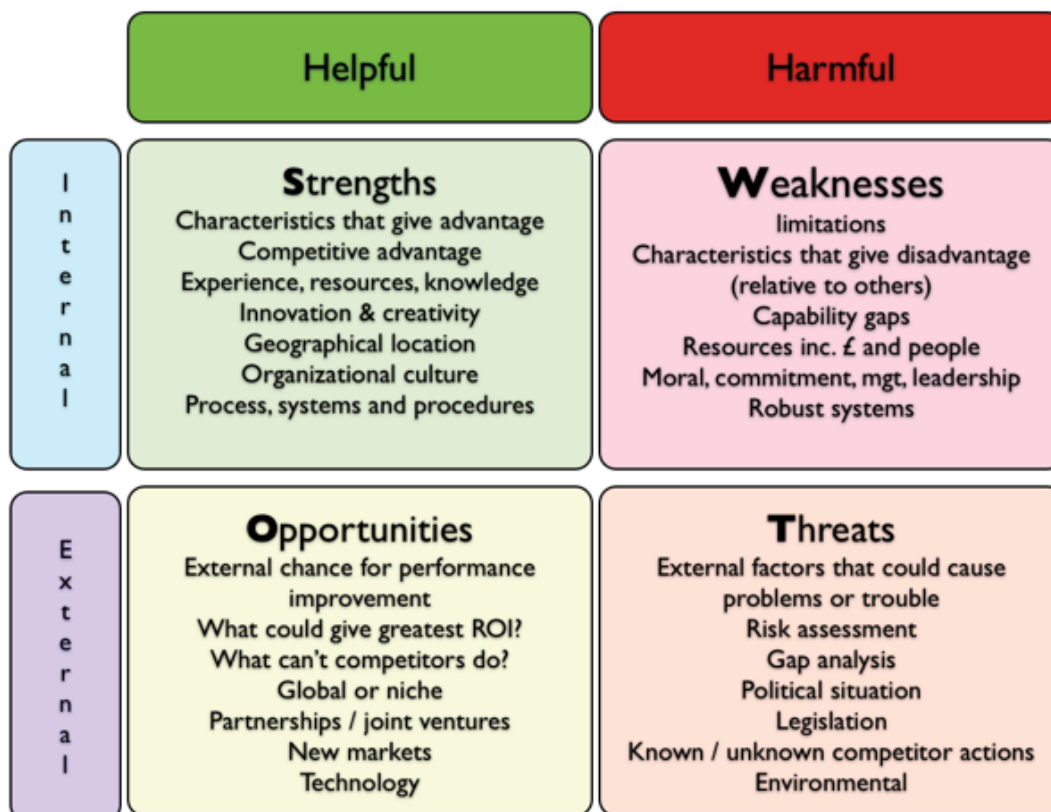 Helpful
Harmful
Internal
Strengths
Characteristics that give advantage
Competitive advantage
Experience, resources, knowledge
Innovation & creativity
Geographical location
Organizational culture
Process, systems and procedures
Weaknesses
limitations
Characteristics that give disadvantage
(relative to others)
Capability gaps
Resources inc. £ and people
Moral, commitment, mgt, leadership
Robust systems
External
Opportunities
External chance for performance
improvement
What could give greatest ROI?
What can't competitors do?
Global or niche
Partnerships / joint ventures
New markets
Technology
Threats
External factors that could cause
problems or trouble
Risk assessment
Gap analysis
Political situation
Legislation
Known / unknown competitor actions
Environmental